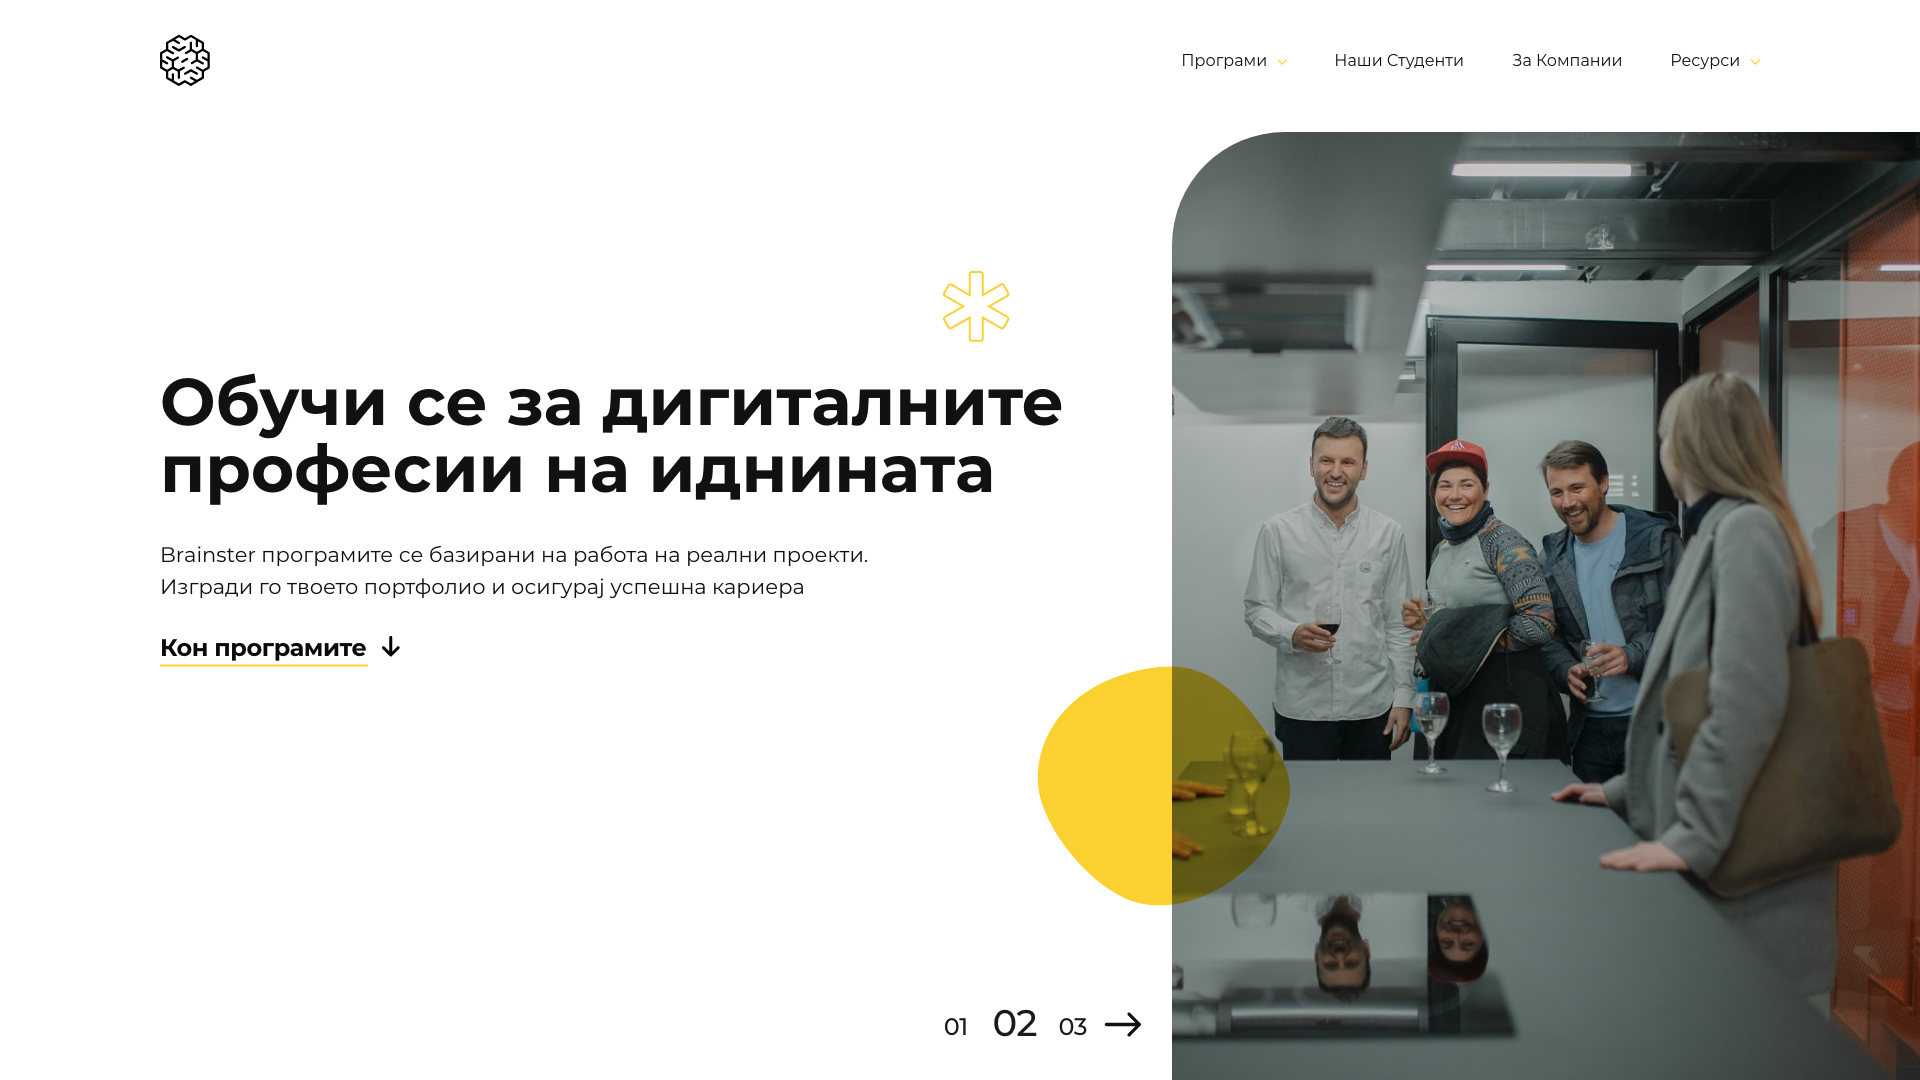 Програми
Наши Студенти
За Компании
Ресурси
Обучи се за дигиталните
професии на иднината
Brainster програмите се базирани на работа на реални проекти.
Изгради го твоето портфолио и осигурај успешна кариера
Кон програмите
01 02 03